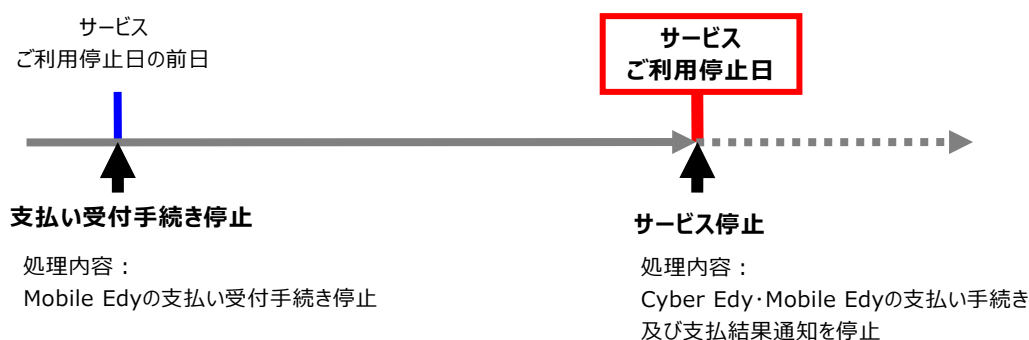 サービス
ご利用停止日の前日
サービス
ご利用停止日
支払い受付手続き停止
処理内容：
Mobile Edyの支払い受付手続き停止
サービス停止
処理内容：
Cyber Edy･Mobile Edyの支払い手続き
及び支払結果通知を停止